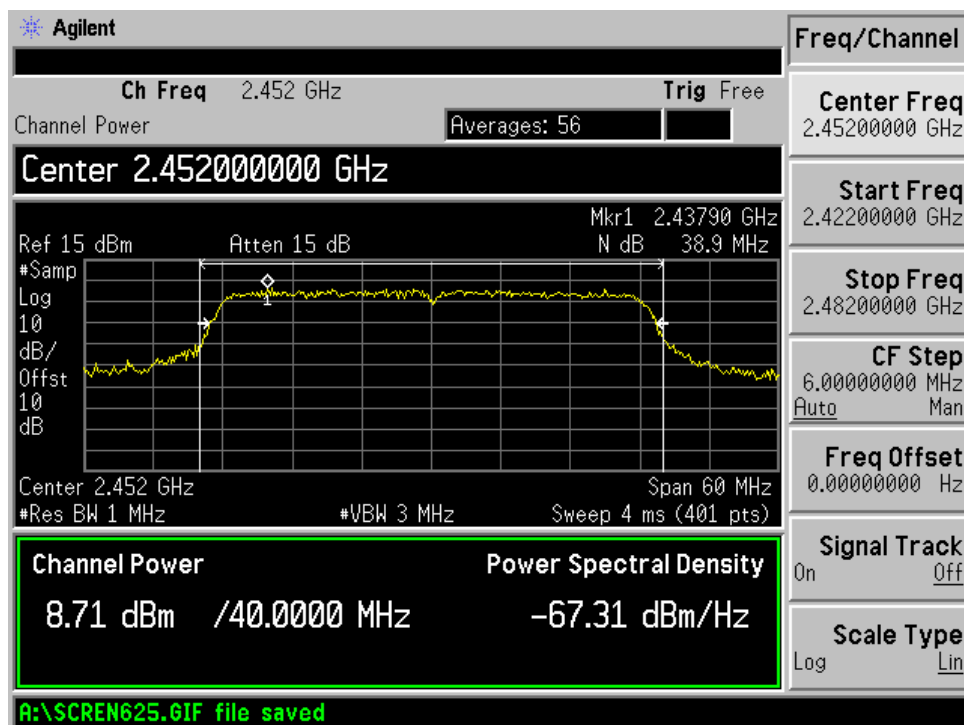 Agilent
Freq/Channel
Ch Freq 2.452 GHz Trig Free
Channel Power Averages: 56
Center 2.452000000 GHz
Mkr1 2.43790 GHz
Ref 15 dBm Atten 15 dB N dB 38.9 MHz
#Samp
Log
10
dB/
Offst
10
dB
1
Center 2.452 GHz Span 60 MHz
#Res BW 1 MHz #VBW 3 MHz Sweep 4 ms (401 pts)
Channel Power Power Spectral Density
8.71 dBm /40.0000 MHz -67.31 dBm/Hz
A:\SCREN625.GIF file saved
Center Freq
2.45200000 GHz
Start Freq
2.42200000 GHz
Stop Freq
2.48200000 GHz
CF Step
6.00000000 MHz
Auto Man
Freq Offset
0.00000000 Hz
Signal Track
On Off
Scale Type
Log Lin